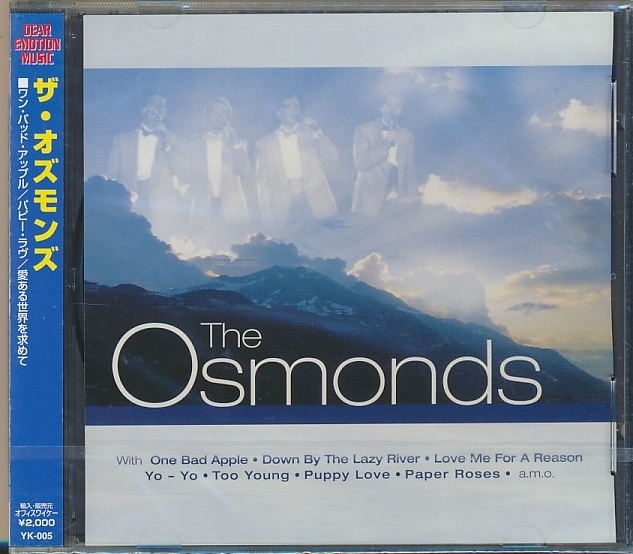 DEAR
EMOTION
MUSIC
ザ・オズモンズ
■ワン・バッド・アップル／パピー・ラヴ／愛ある世界を求めて
輸入・販売元
オフィスワイケー
¥2,000
YK-005
The
Osmonds
With One Bad Apple • Down By The Lazy River • Love Me For A Reason
Yo – Yo • Too Young • Puppy Love • Paper Roses • a.m.o.